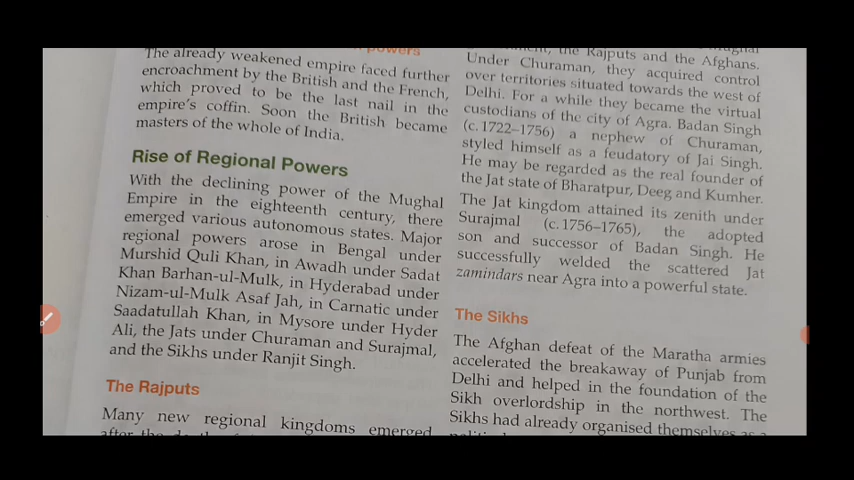 powers
The already weakened empire faced further
encroachment by the British and the French,
which proved to be the last nail in the
empire's coffin. Soon the British became
masters of the whole of India.
Rise of Regional Powers
With the declining power of the Mughal
Empire in the eighteenth century, there
emerged various autonomous states. Major
regional powers arose in Bengal under
Murshid Quli Khan, in Awadh under Sadat
Khan Barhan-ul-Mulk, in Hyderabad under
Nizam-ul-Mulk Asaf Jah, in Carnatic under
Saadatullah Khan, in Mysore under Hyder
Ali, the Jats under Churaman and Surajmal,
and the Sikhs under Ranjit Singh.
The Rajputs
Many new regional kingdoms emerged
after the
the Rajputs and the Afghans.
Under Churaman, they acquired control
over territories situated towards the west of
Delhi. For a while they became the virtual
custodians of the city of Agra. Badan Singh
(c. 1722–1756) a nephew of Churaman,
styled himself as a feudatory of Jai Singh.
He may be regarded as the real founder of
the Jat state of Bharatpur, Deeg and Kumher.
The Jat kingdom attained its zenith under
Surajmal (c. 1756–1765), the adopted
son and successor of Badan Singh. He
successfully welded the scattered Jat
zamindars near Agra into a powerful state.
The Sikhs
The Afghan defeat of the Maratha armies
accelerated the breakaway of Punjab from
Delhi and helped in the foundation of the
Sikh overlordship in the northwest. The
Sikhs had already organised themselves as a